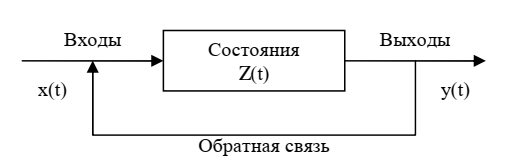 Входы
Состояния
Z(t)
Выходы
x(t)
y(t)
Обратная связь